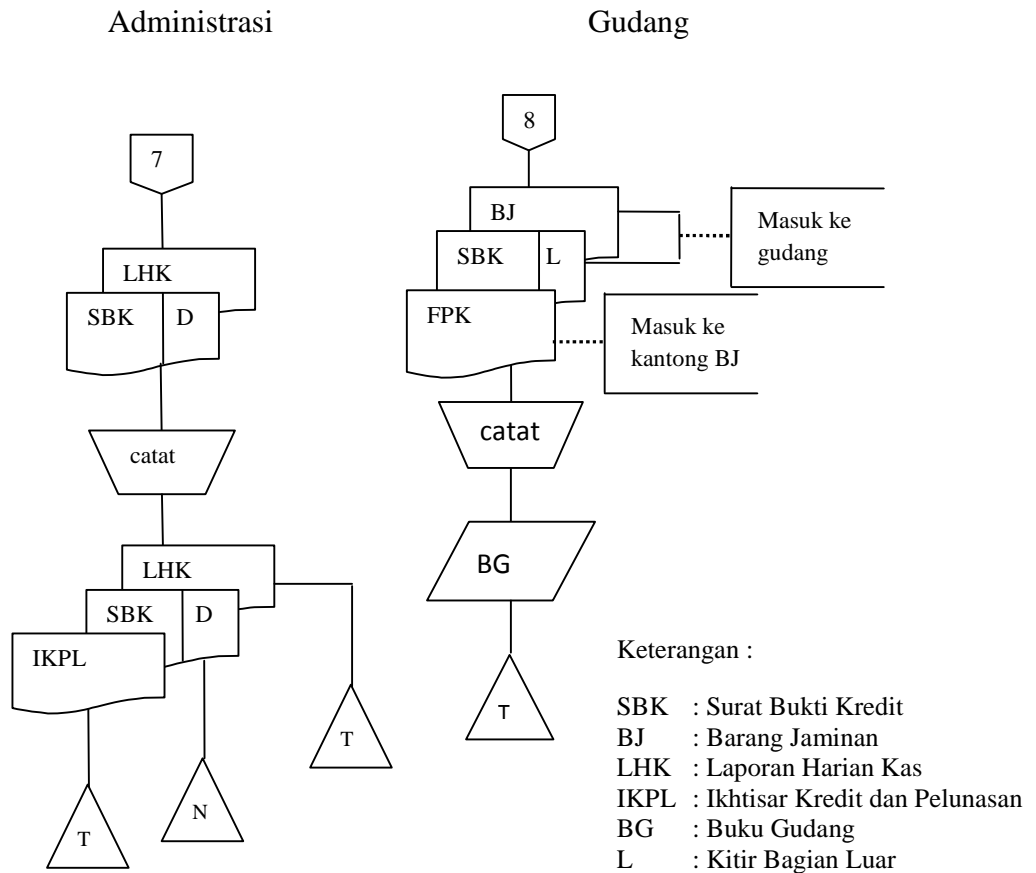 Administrasi
Gudang
7
LHK
SBK D
catat
LHK
SBK D
IKPL
T
N
T
8
BJ
SBK L
FPK
Masuk ke
gudang
Masuk ke
kantong BJ
catat
BG
T
Keterangan :
SBK : Surat Bukti Kredit
BJ : Barang Jaminan
LHK : Laporan Harian Kas
IKPL : Ikhtisar Kredit dan Pelunasan
BG : Buku Gudang
L : Kitir Bagian Luar